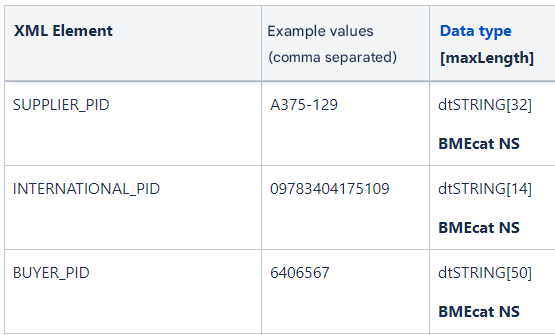 XML Element
Example values
(comma separated)
Data type
[maxLength]
SUPPLIER_PID
A375-129
dtSTRING[32]
BMEcat NS
INTERNATIONAL_PID
09783404175109
dtSTRING[14]
BMEcat NS
BUYER_PID
6406567
dtSTRING[50]
BMEcat NS